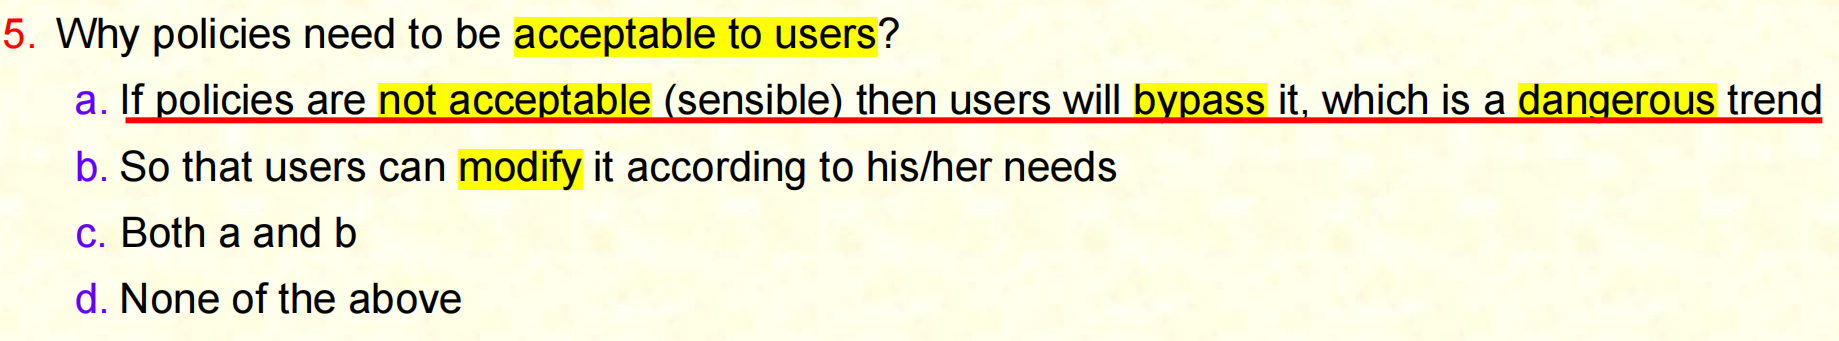 5. Why policies need to be acceptable to users?
a. If policies are not acceptable (sensible) then users will bypass it, which is a dangerous trend
b. So that users can modify it according to his/her needs
c. Both a and b
d. None of the above